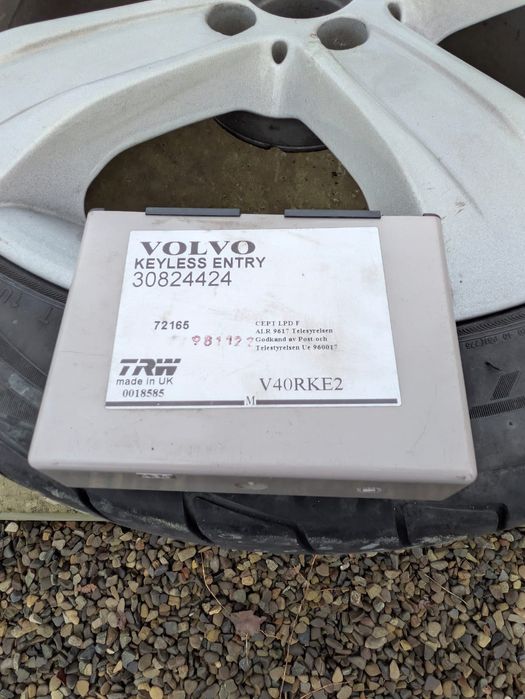 VOLVO
KEYLESS ENTRY
30824424
72165
CEPT LPD F
ALR 9617 Telesyrelsen
Godkand av Post och
Telestyrelsen Ue 960017
TRW
made in UK
0018585
V40RKE2
M